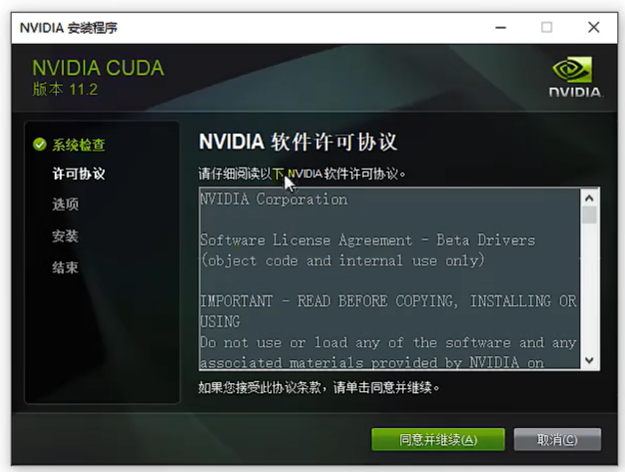 NVIDIA 安装程序
NVIDIA CUDA
版本 11.2
NVIDIA.
系统检查
许可协议
选项
安装
结束
NVIDIA 软件许可协议
请仔细阅读以下 NVIDIA 软件许可协议。
NVIDIA Corporation
Software License Agreement - Beta Drivers
(object code and internal use only)
IMPORTANT - READ BEFORE COPYING, INSTALLING OR
USING
Do not use or load any of the software and any
associated materials provided by NVIDIA on
如果您接受此协议条款，请单击同意并继续。
同意并继续(A)
取消(C)